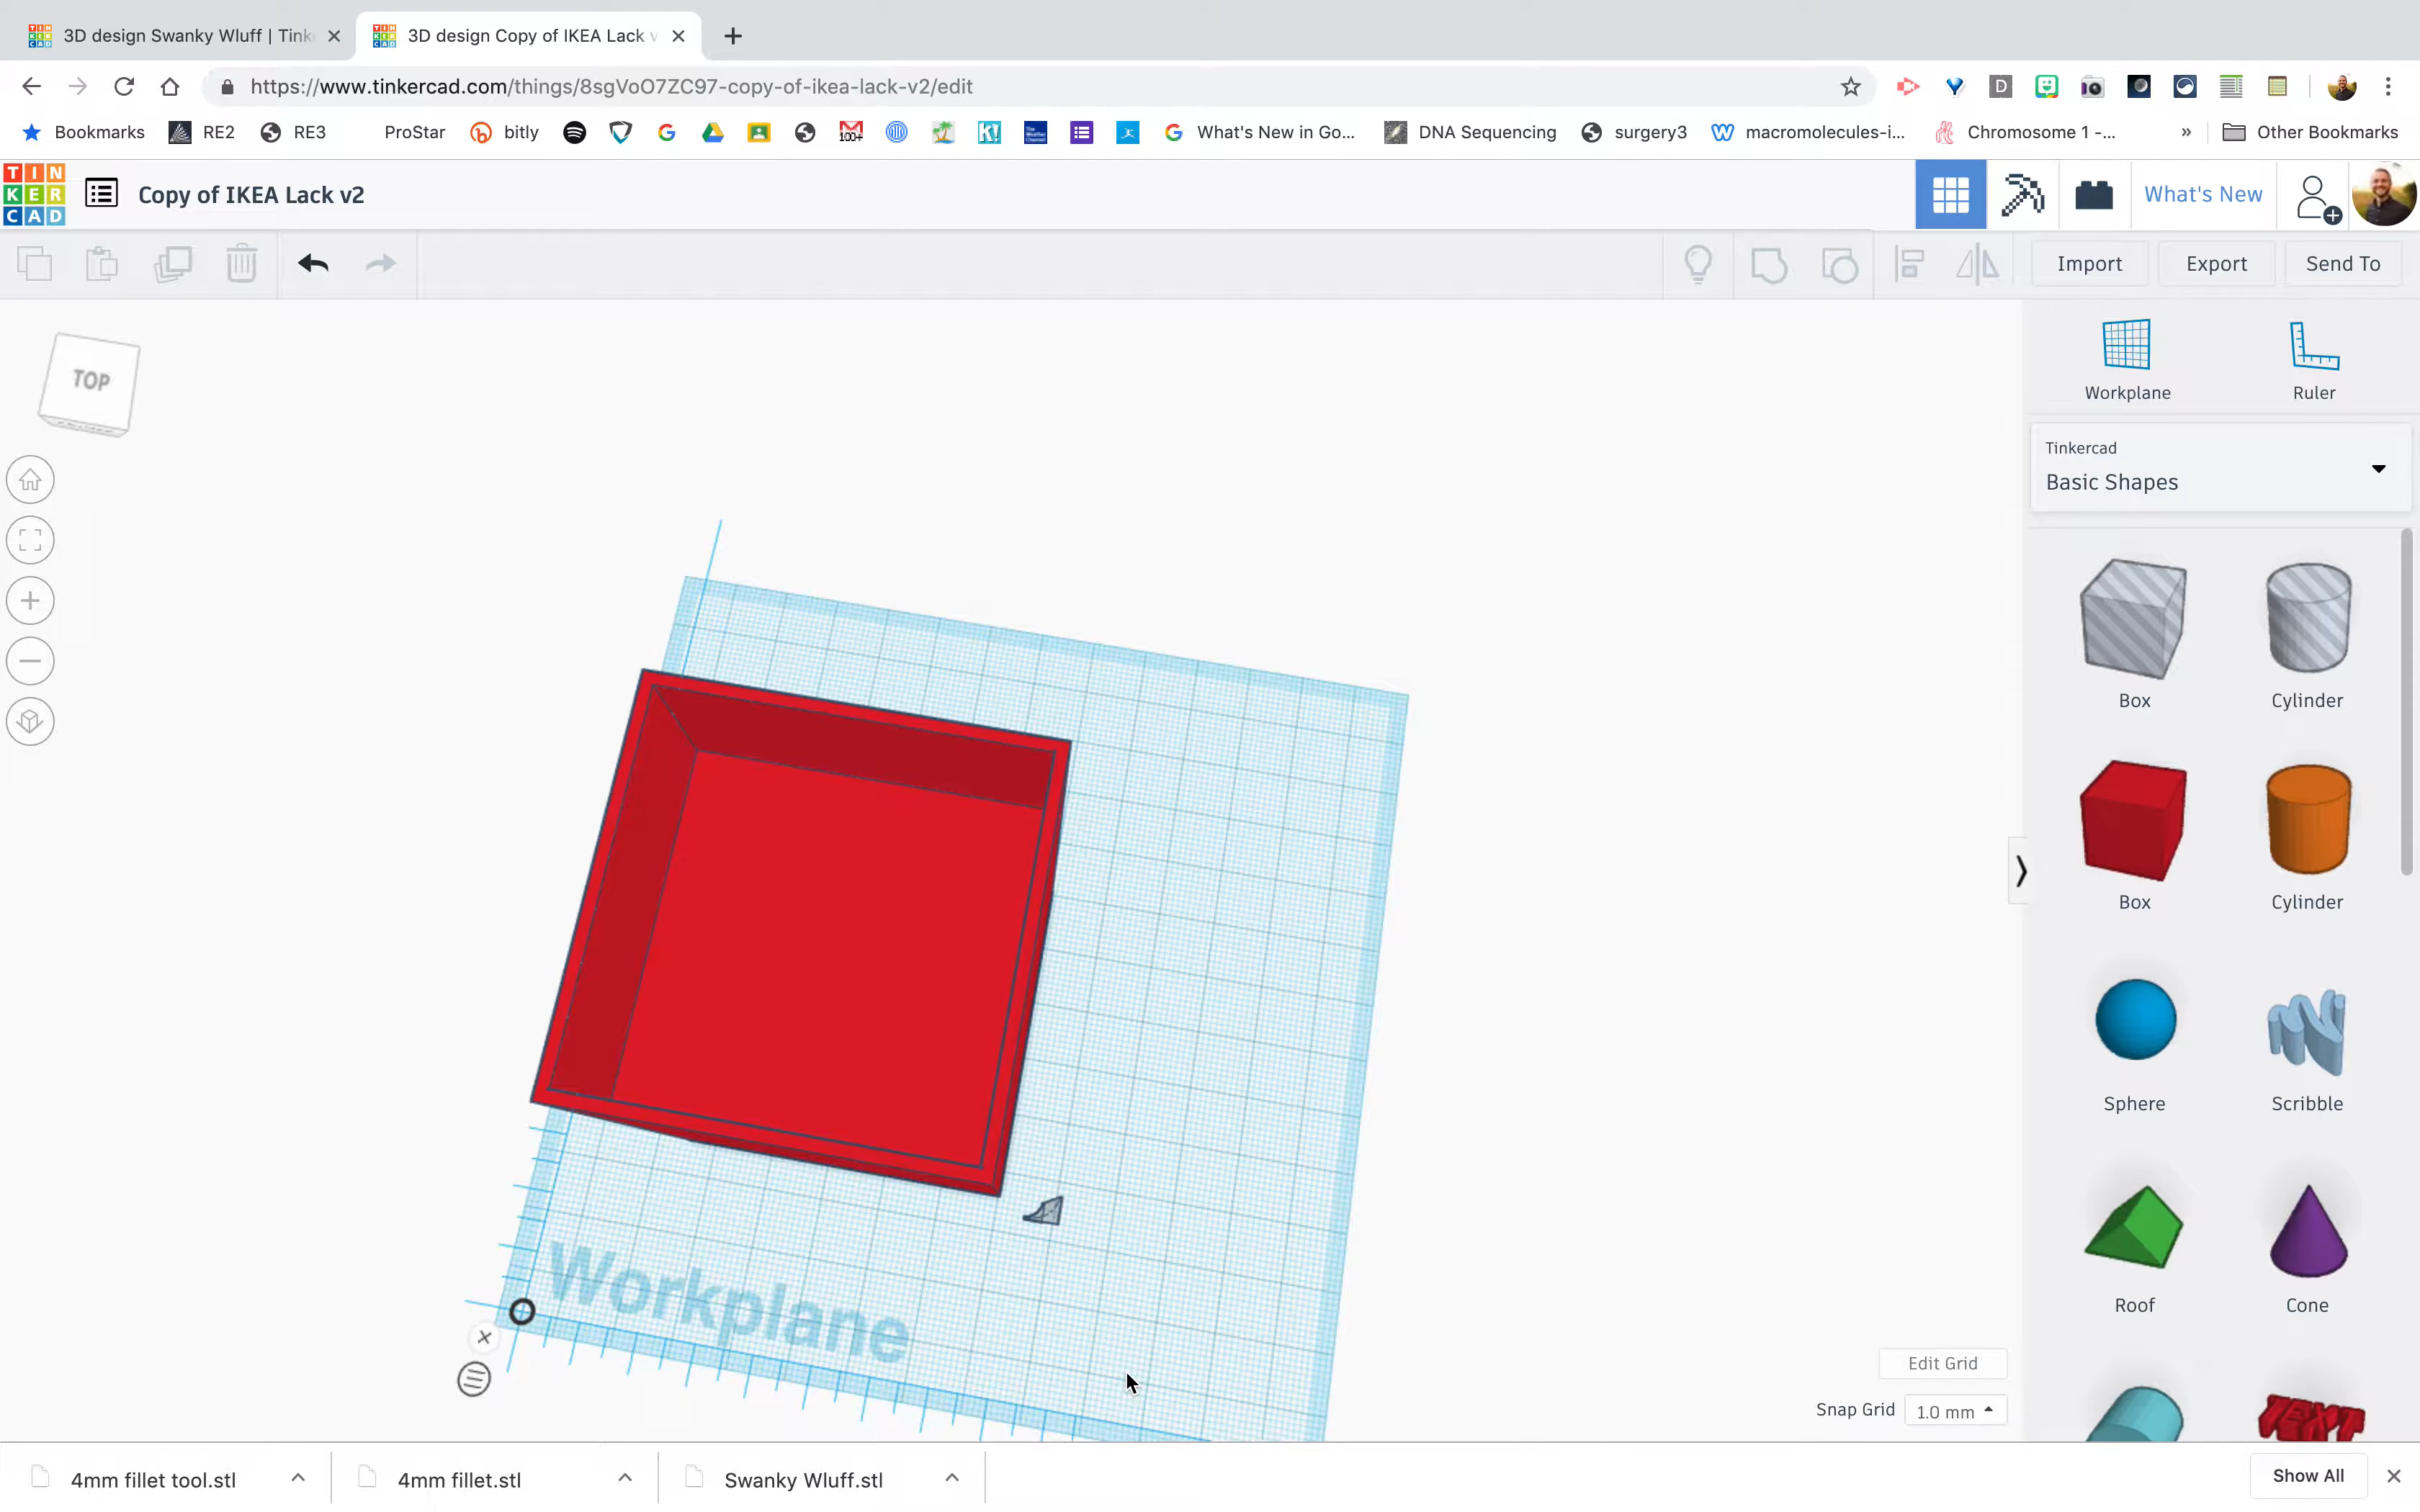 3D design Swanky Wluff | Tink
3D design Copy of IKEA Lack v
https://www.tinkercad.com/things/8sgVoO7ZC97-copy-of-ikea-lack-v2/edit
D
Bookmarks RE2 RE3 ProStar bitly 100+ K! What's New in Go... DNA Sequencing surgery3 macromolecules-i... Chromosome 1 -... » Other Bookmarks
TIN
KER
CAD
Copy of IKEA Lack v2
What's New
Import Export Send To
TOP
Workplane Ruler
Tinkercad
Basic Shapes
Box Cylinder
Box Cylinder
Sphere Scribble
Roof Cone
TEXT
Workplane
Edit Grid
Snap Grid 1.0 mm
4mm fillet tool.stl 4mm fillet.stl Swanky Wluff.stl Show All